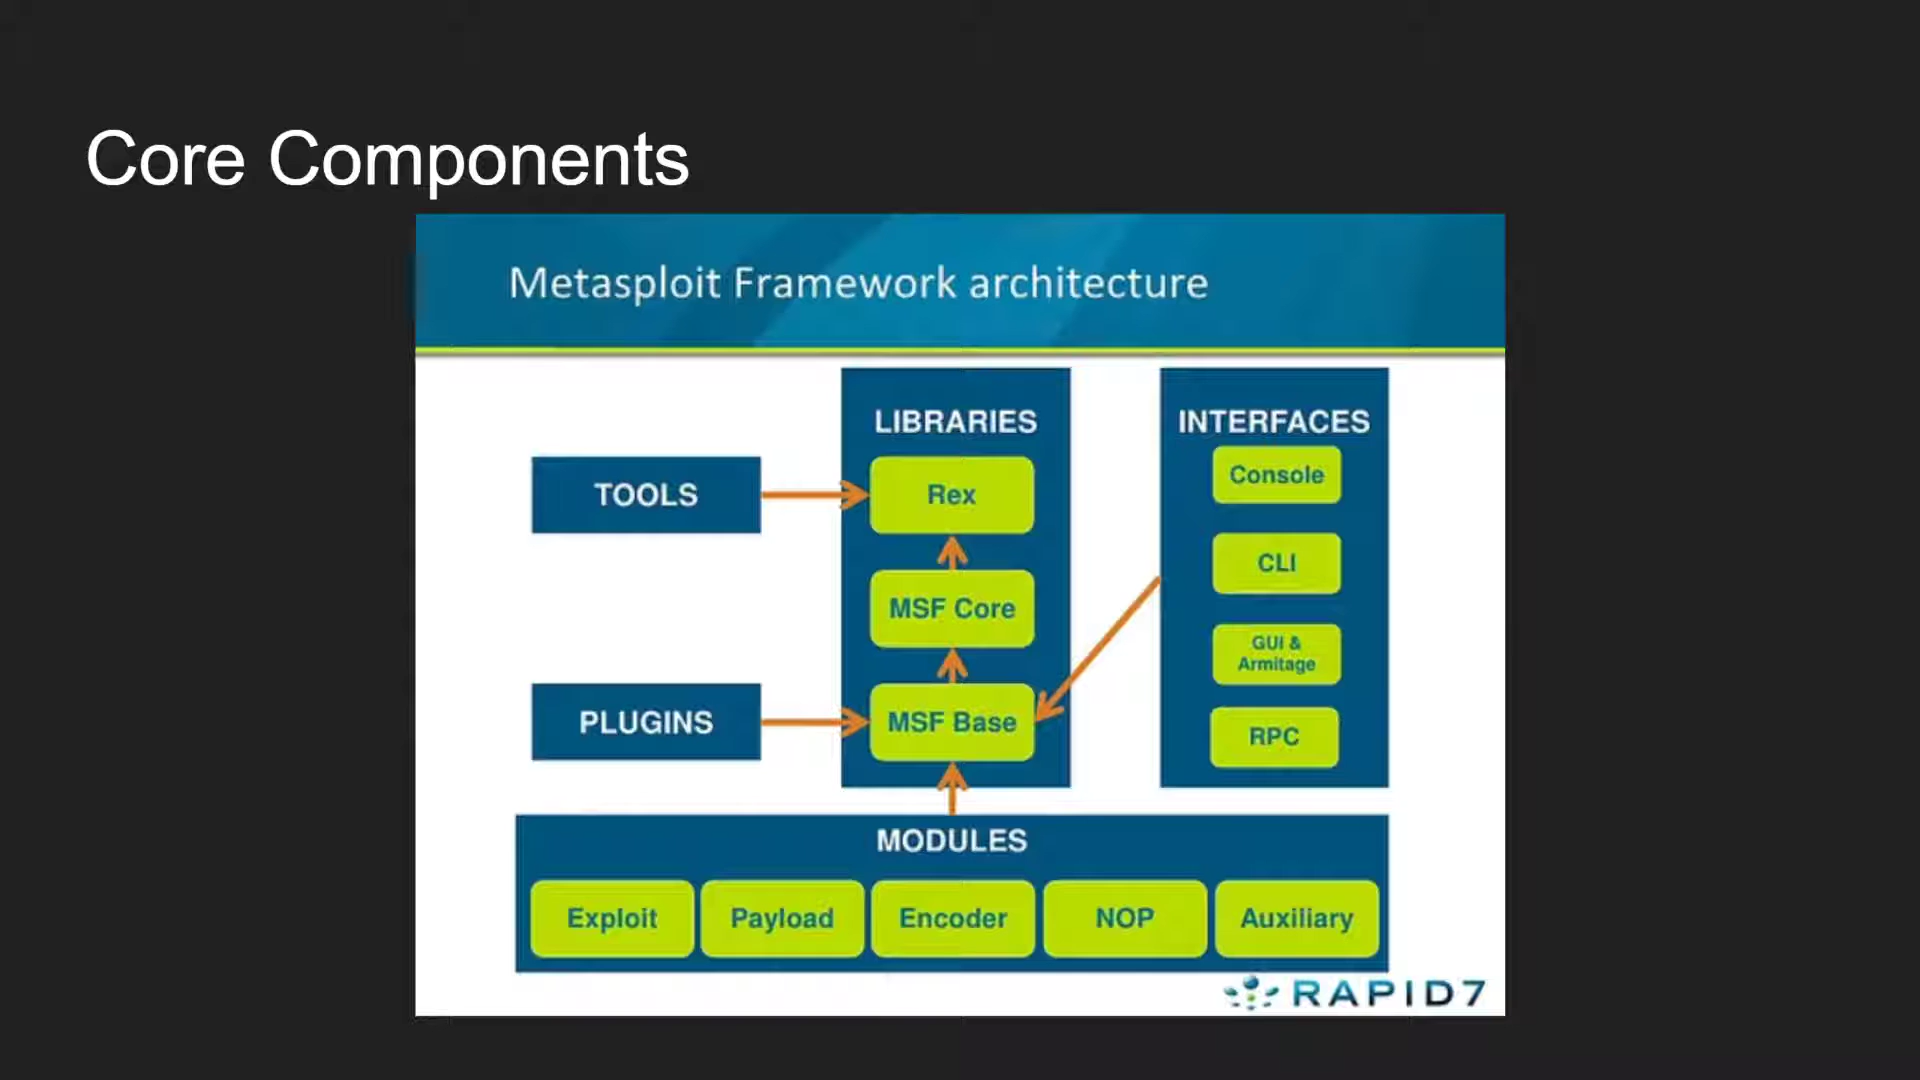 Core Components
Metasploit Framework architecture
LIBRARIES
INTERFACES
TOOLS
Rex
Console
MSF Core
CLI
GUI &
Armitage
PLUGINS
MSF Base
RPC
MODULES
Exploit
Payload
Encoder
NOP
Auxiliary
RAPID7